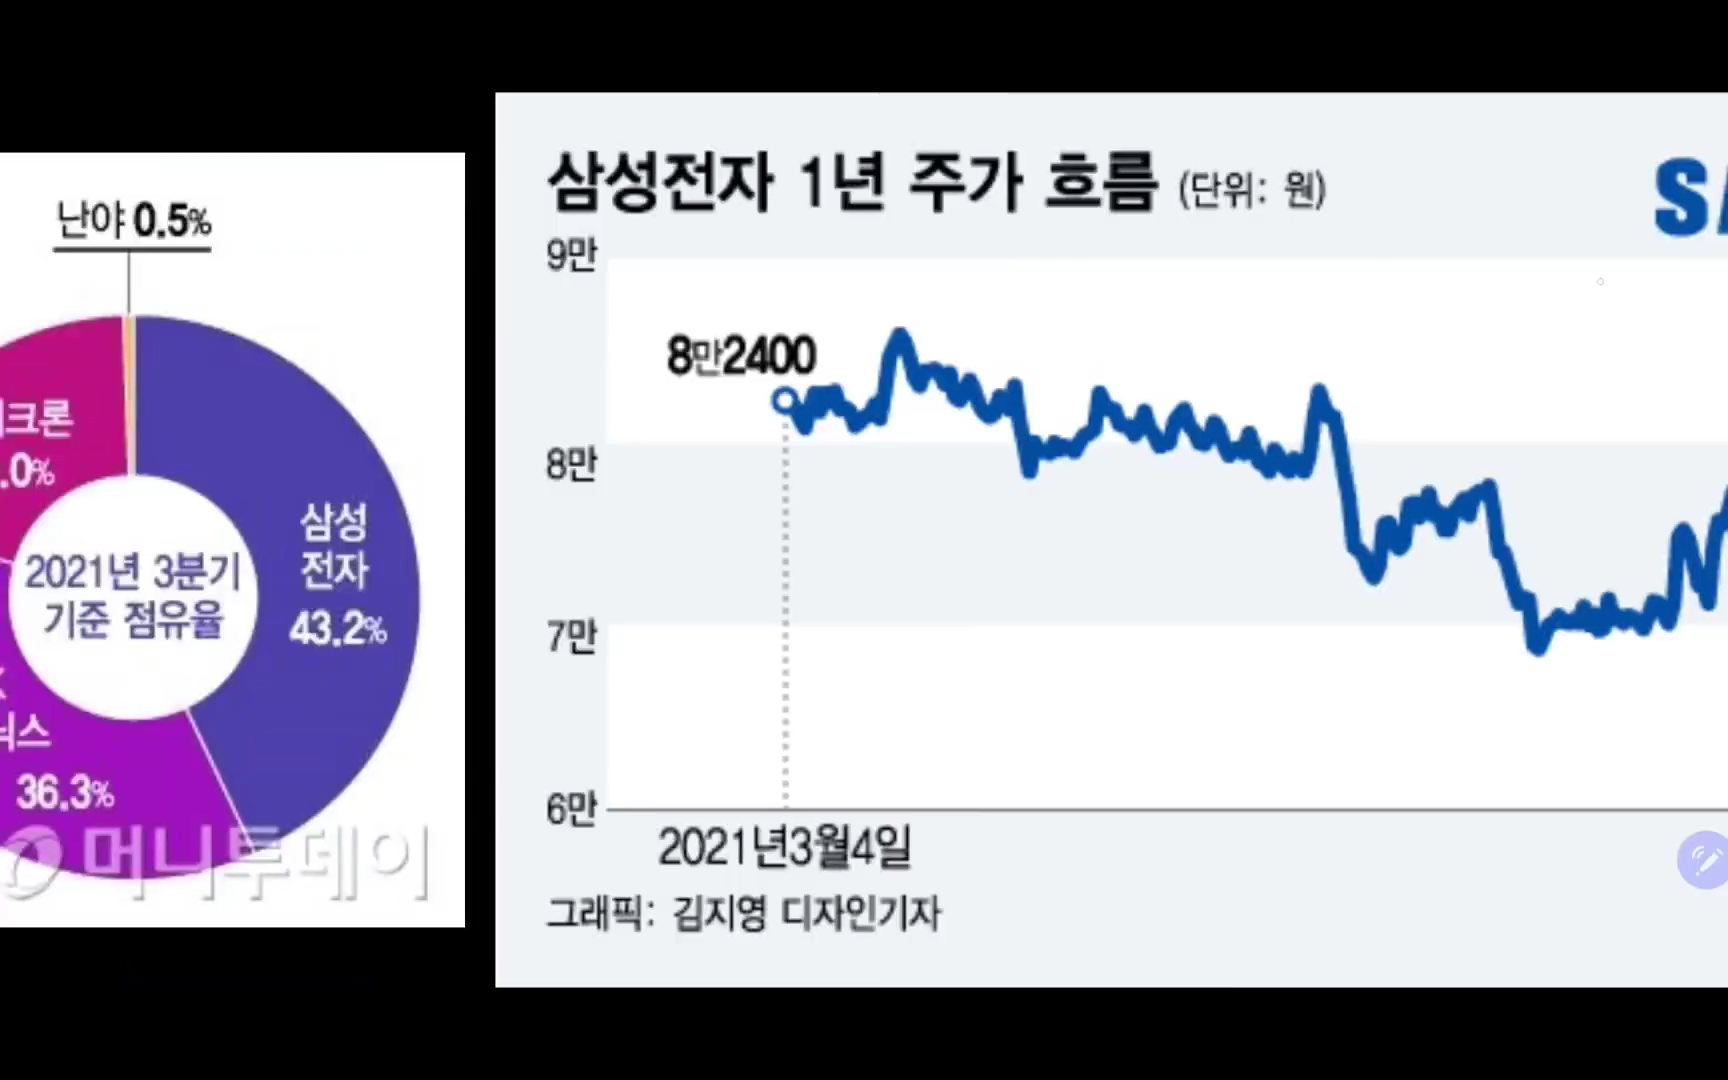 난야 0.5%
크론
.0%
삼성
전자
43.2%
2021년 3분기
기준 점유율
닉스
36.3%
머니투데이
삼성전자 1년 주가 흐름 (단위: 원)
SA
9만
8만2400
8만
7만
6만
2021년3월4일
그래픽: 김지영 디자인기자